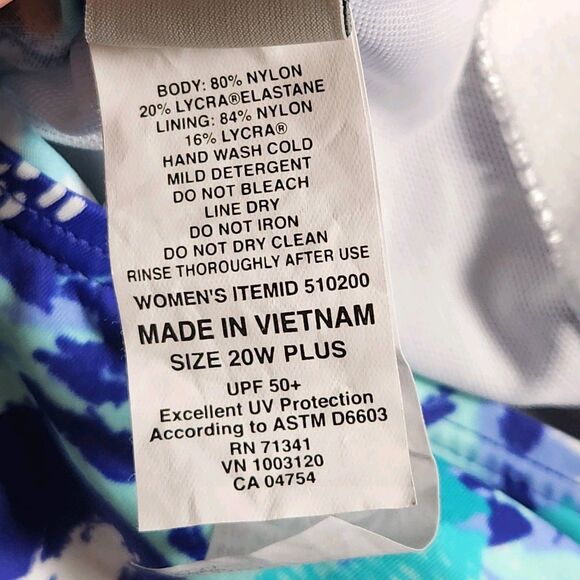 BODY: 80% NYLON
20% LYCRA®ELASTANE
LINING: 84% NYLON
16% LYCRA®
HAND WASH COLD
MILD DETERGENT
DO NOT BLEACH
LINE DRY
DO NOT IRON
DO NOT DRY CLEAN
RINSE THOROUGHLY AFTER USE
WOMEN'S ITEMID 510200
MADE IN VIETNAM
SIZE 20W PLUS
UPF 50+
Excellent UV Protection
According to ASTM D6603
RN 71341
VN 1003120
CA 04754